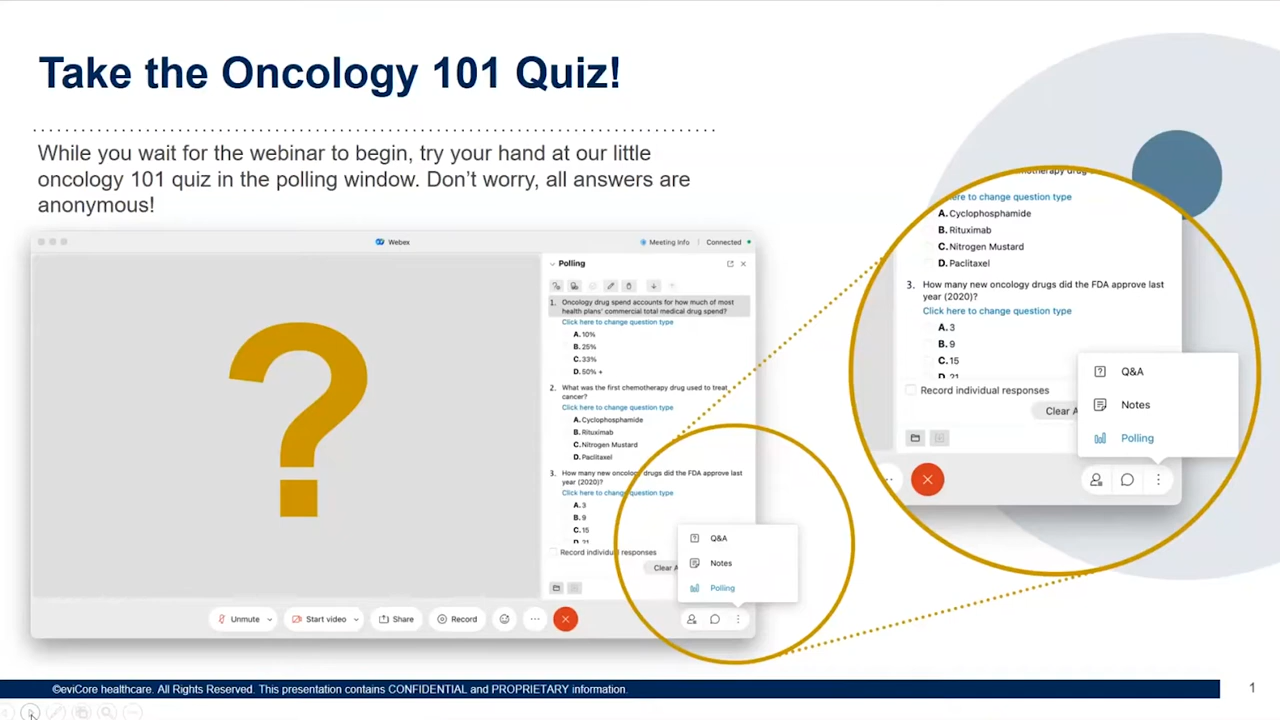 Take the Oncology 101 Quiz!
While you wait for the webinar to begin, try your hand at our little
oncology 101 quiz in the polling window. Don’t worry, all answers are
anonymous!
Webex
Meeting Info
Connected
Polling
1. Oncology drug spend accounts for how much of most
health plans' commercial total medical drug spend?
Click here to change question type
A. 10%
B. 25%
C. 33%
D. 50% +
2. What was the first chemotherapy drug used to treat
cancer?
Click here to change question type
A. Cyclophosphamide
B. Rituximab
C. Nitrogen Mustard
D. Paclitaxel
3. How many new oncology drugs did the FDA approve last
year (2020)?
Click here to change question type
A. 3
B. 9
C. 15
D. 21
Record individual responses
Clear A
Q&A
Notes
Polling
Unmute
Start video
Share
Record
ere to change question type
A. Cyclophosphamide
B. Rituximab
C. Nitrogen Mustard
D. Paclitaxel
3. How many new oncology drugs did the FDA approve last
year (2020)?
Click here to change question type
A. 3
B. 9
C. 15
D. 21
Record individual responses
Clear A
Q&A
Notes
Polling
©eviCore healthcare. All Rights Reserved. This presentation contains CONFIDENTIAL and PROPRIETARY information.
1